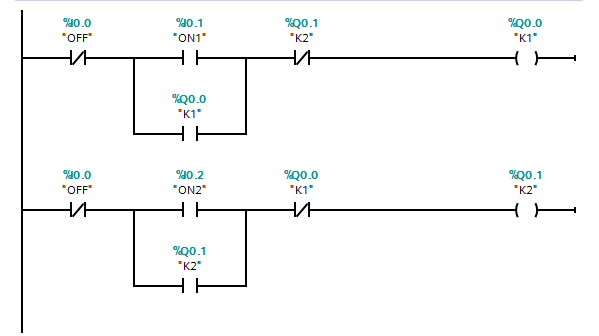 %I0.0 %I0.1 %Q0.1 %Q0.0
"OFF" "ON1" "K2" "K1"
%Q0.0
"K1"
%I0.0 %I0.2 %Q0.0 %Q0.1
"OFF" "ON2" "K1" "K2"
%Q0.1
"K2"